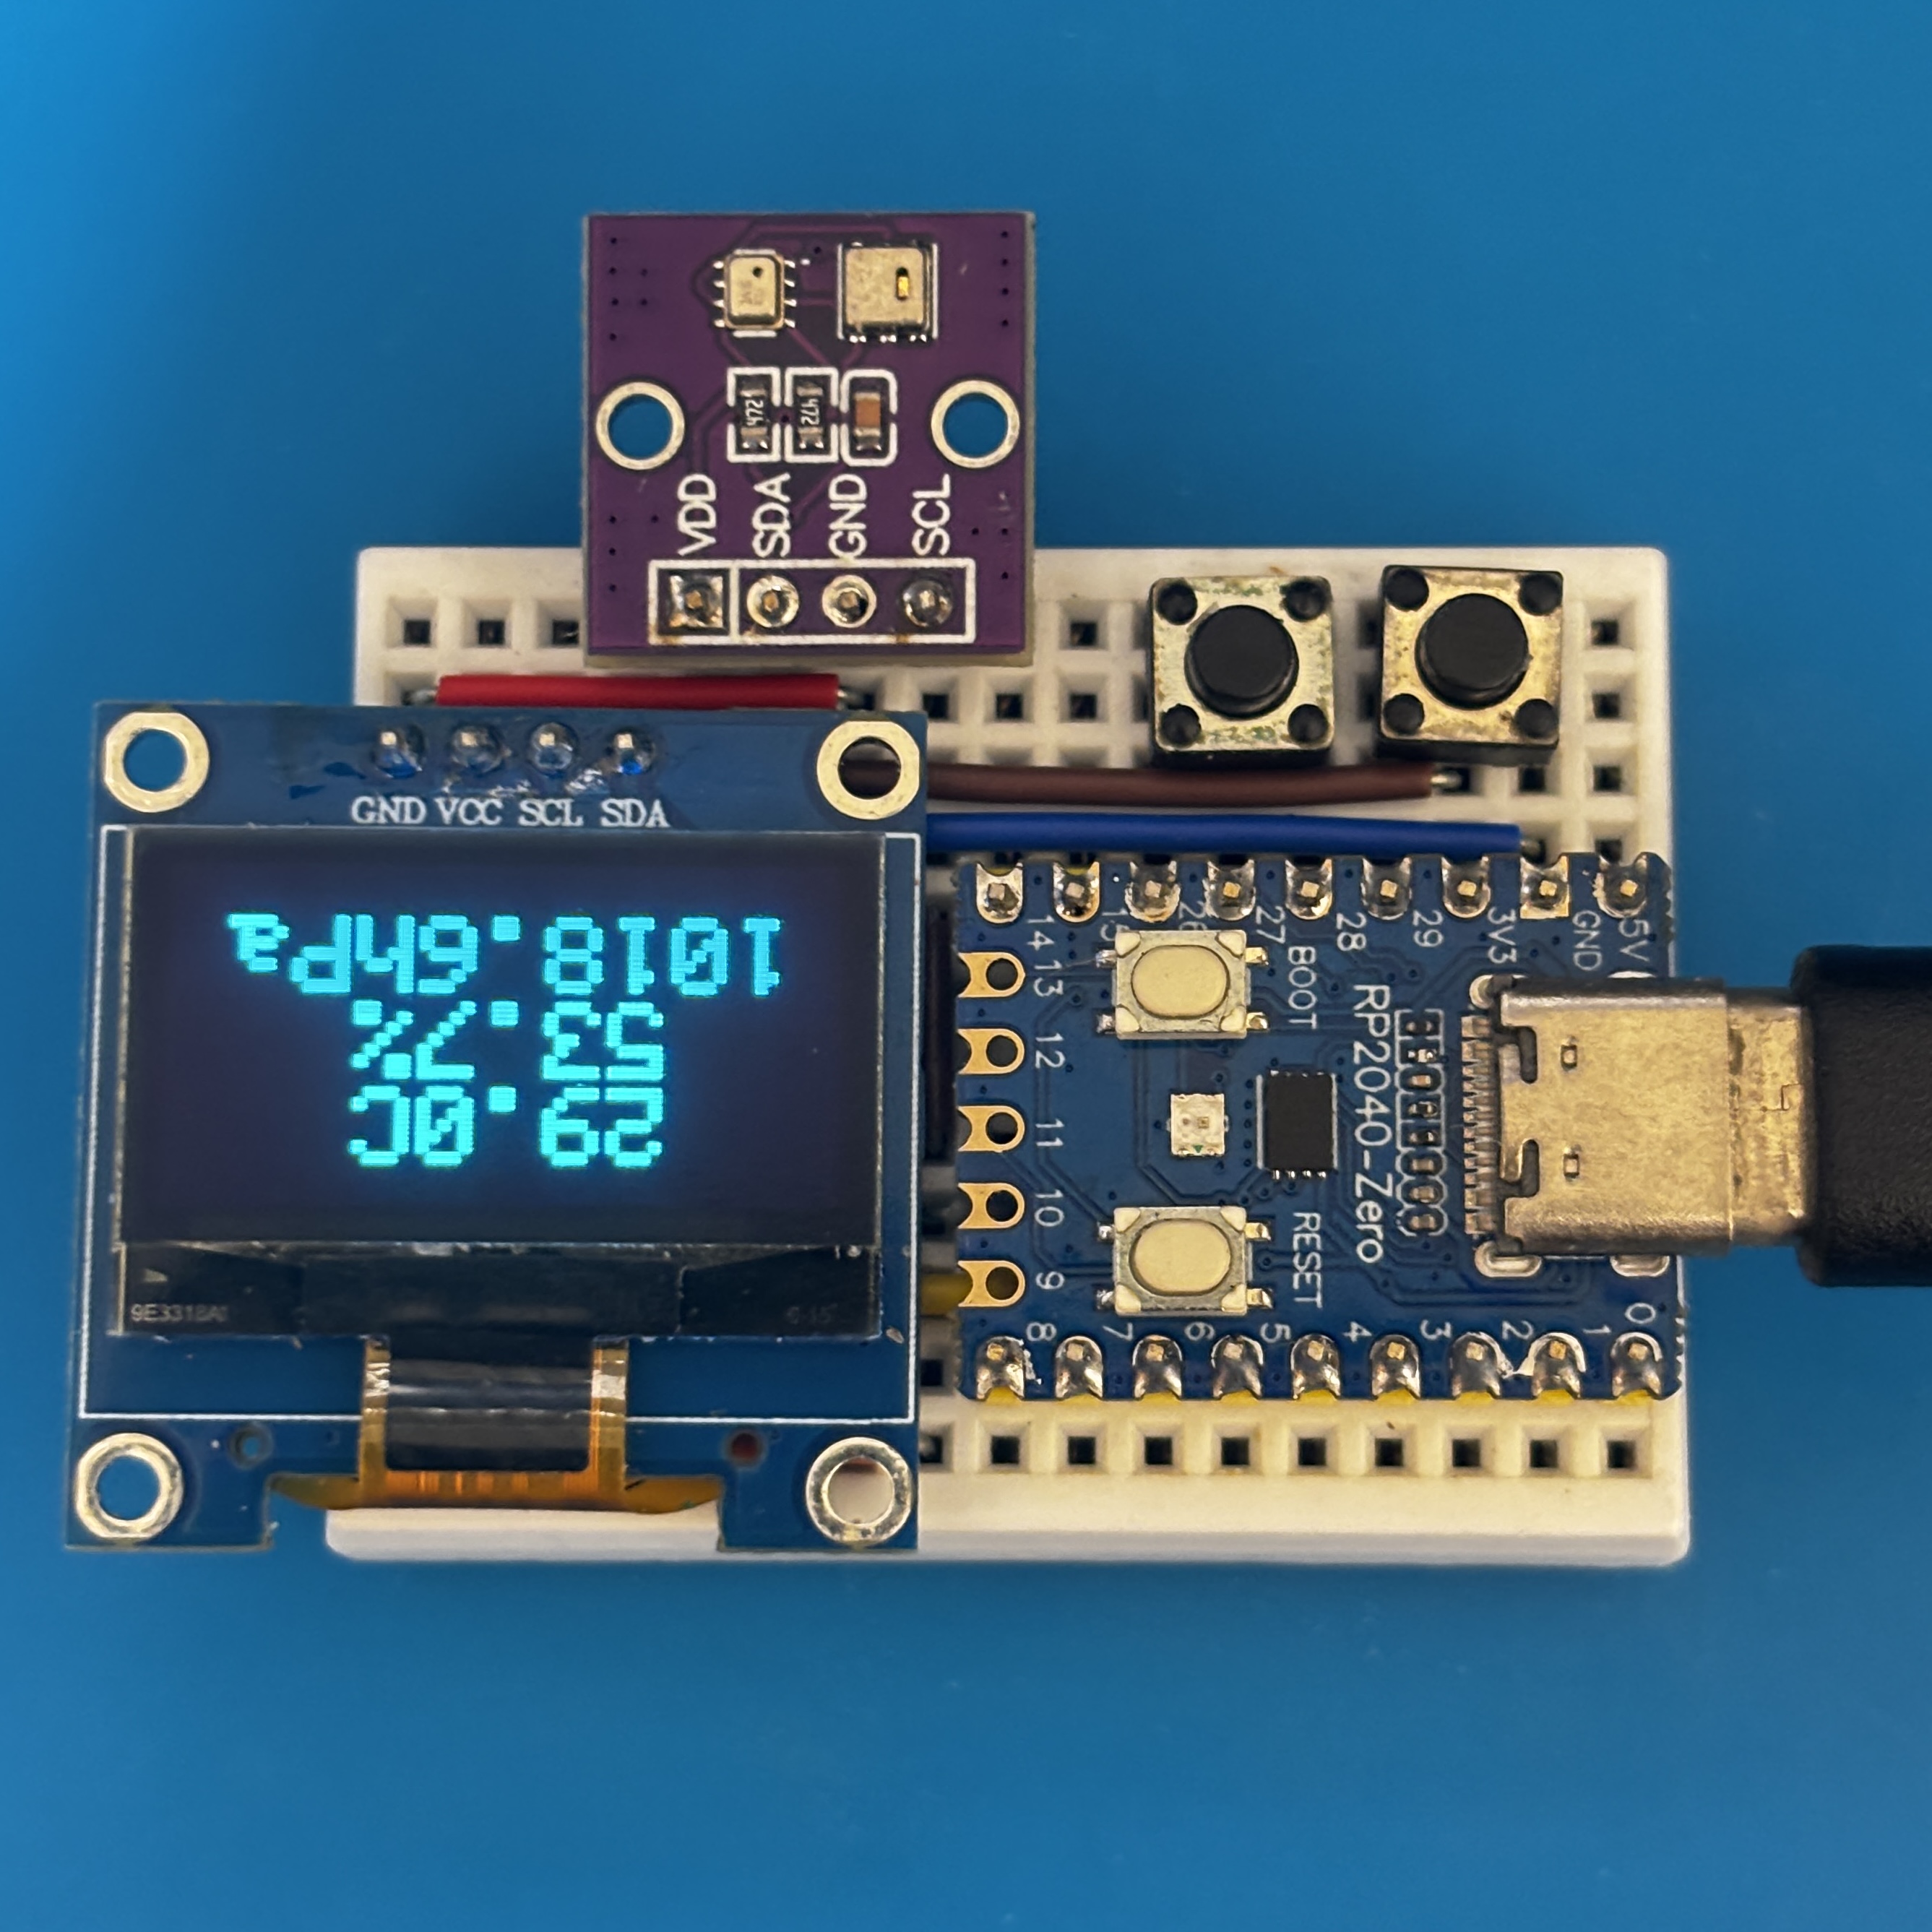 VDD
SDA
GND
SCL
472
472
GND VCC SCL SDA
29.0C
53.7%
1018.6hPa
14
15
26
27
28
29
3V3
GND
5V
13
12
11
10
9
BOOT
RESET
RP2040-Zero
8
7
6
5
4
3
2
1
0